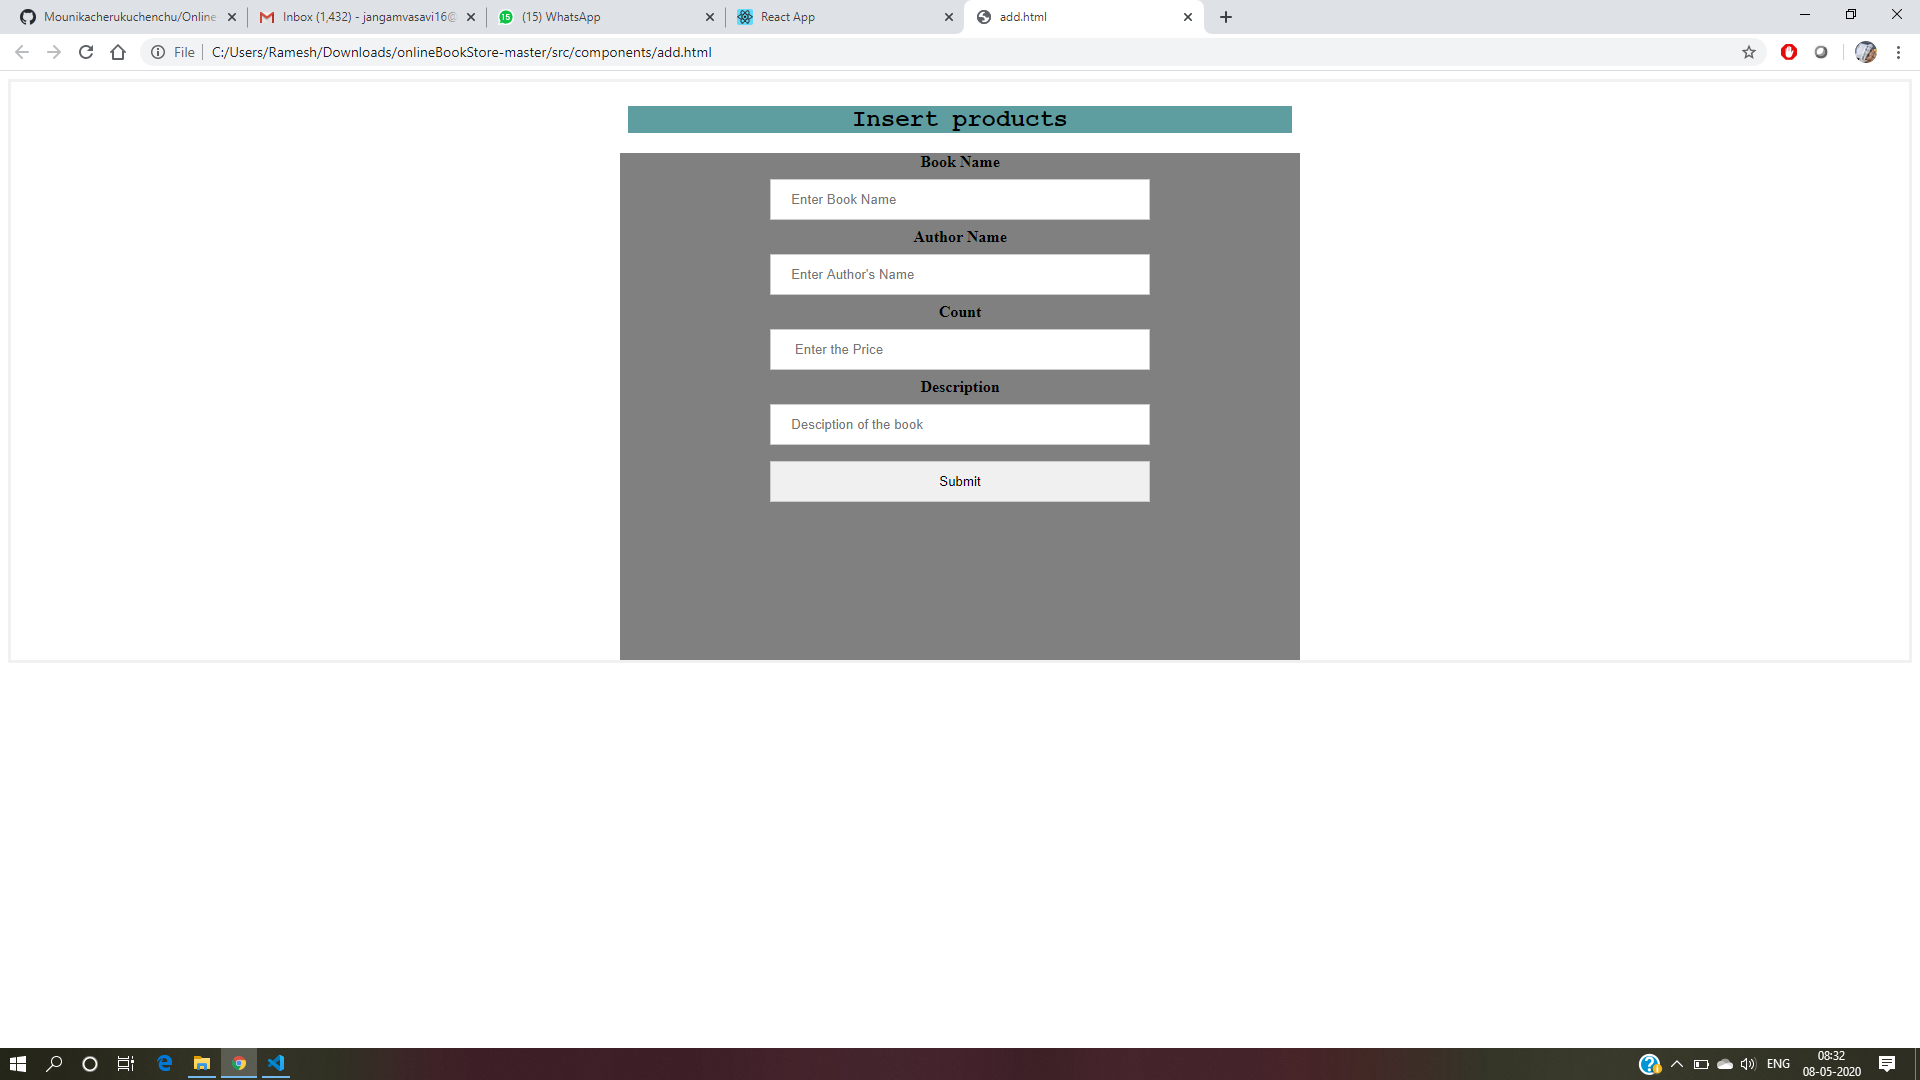 Mounikacherukuchenchu/Online
Inbox (1,432) - jangamvasavi16@
(15) WhatsApp
React App
add.html
File
C:/Users/Ramesh/Downloads/onlineBookStore-master/src/components/add.html
Insert products
Book Name
Enter Book Name
Author Name
Enter Author's Name
Count
Enter the Price
Description
Desciption of the book
Submit
ENG
08:32
08-05-2020